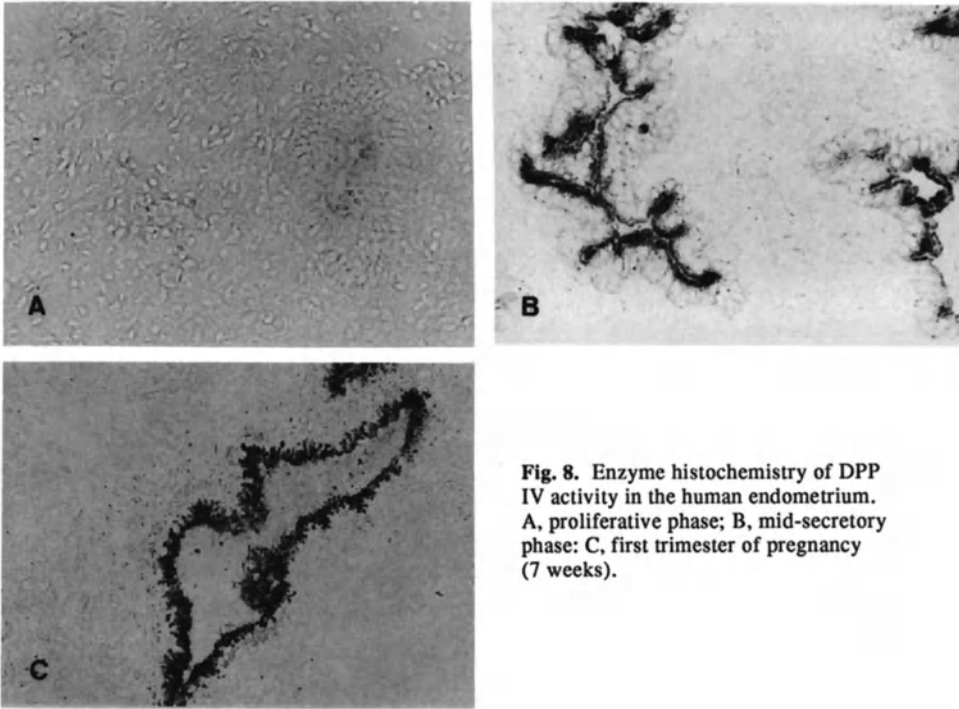 A
B
C
Fig. 8. Enzyme histochemistry of DPP
IV activity in the human endometrium.
A, proliferative phase; B, mid-secretory
phase: C, first trimester of pregnancy
(7 weeks).